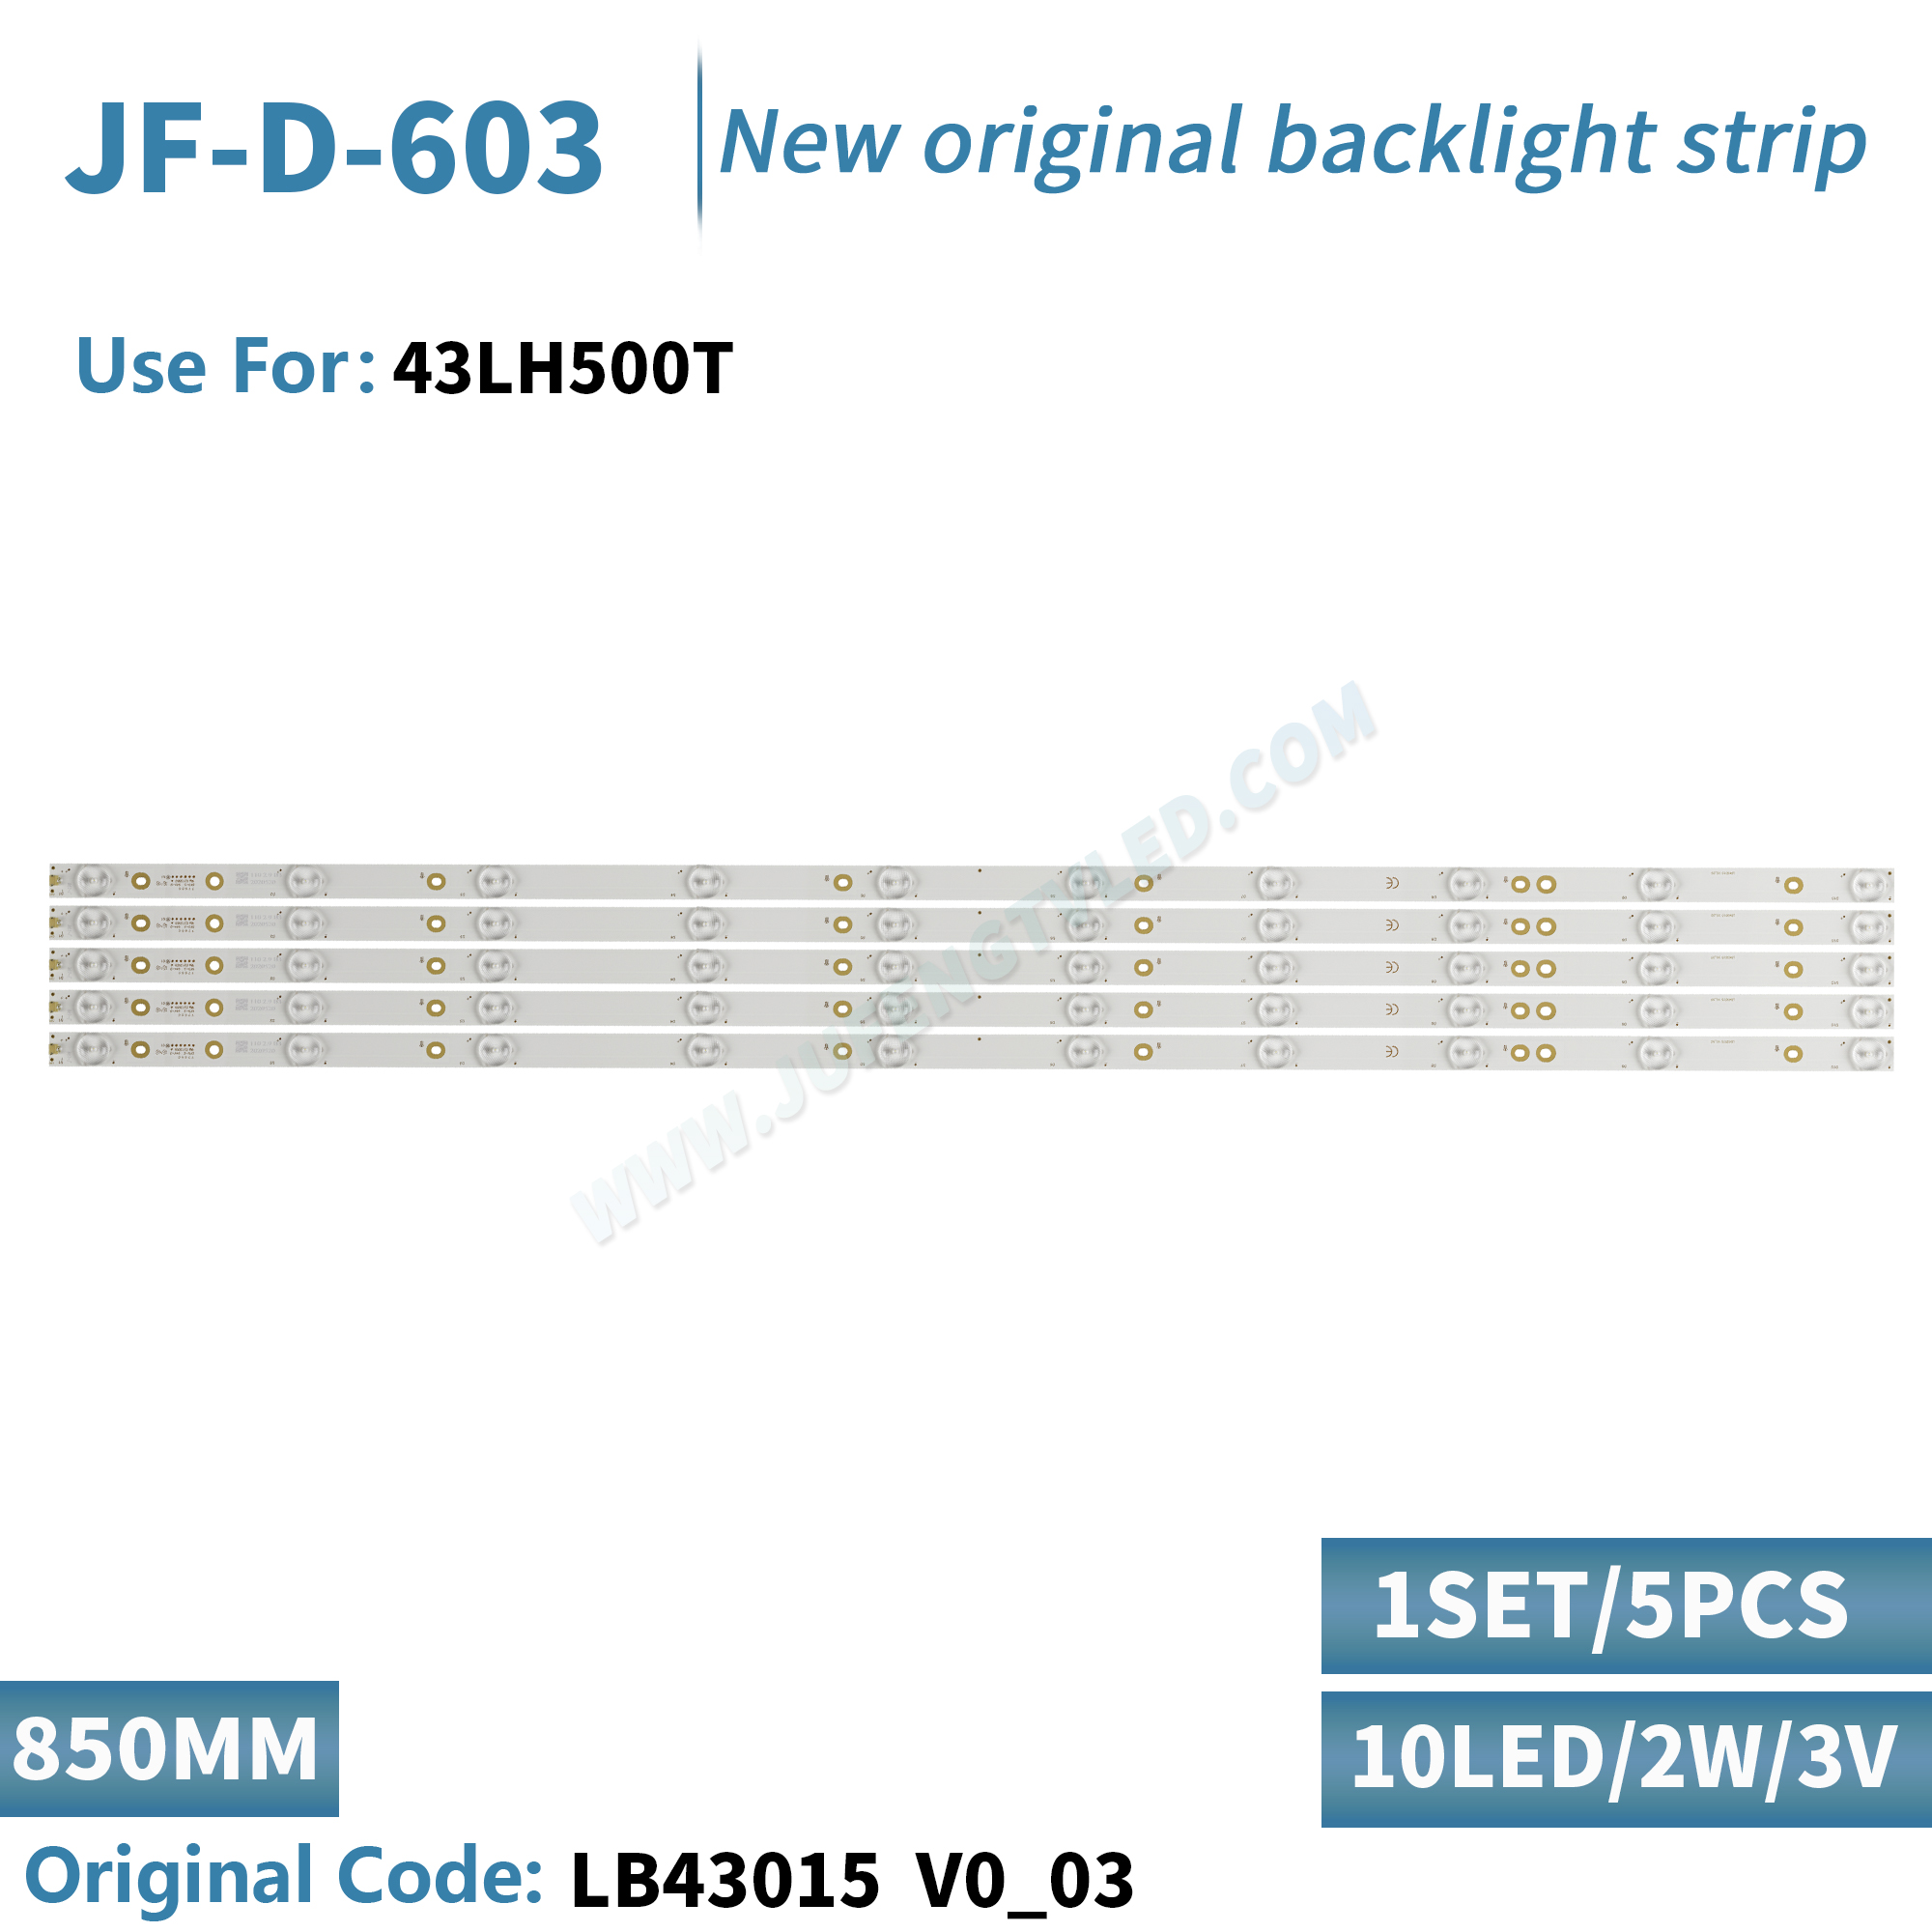 JF-D-603
New original backlight strip
Use For: 43LH500T
WWW.JUFENGTVLED.COM
1SET/5PCS
850MM
10LED/2W/3V
Original Code: LB43015 V0_03